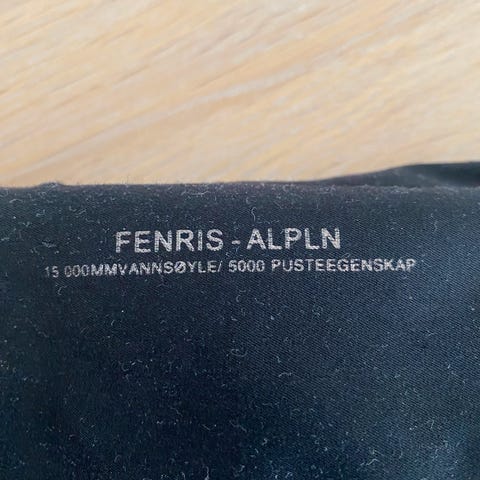 FENRIS - ALPLN
15 000MMVANNSØYLE/ 5000 PUSTEEGENSKAP